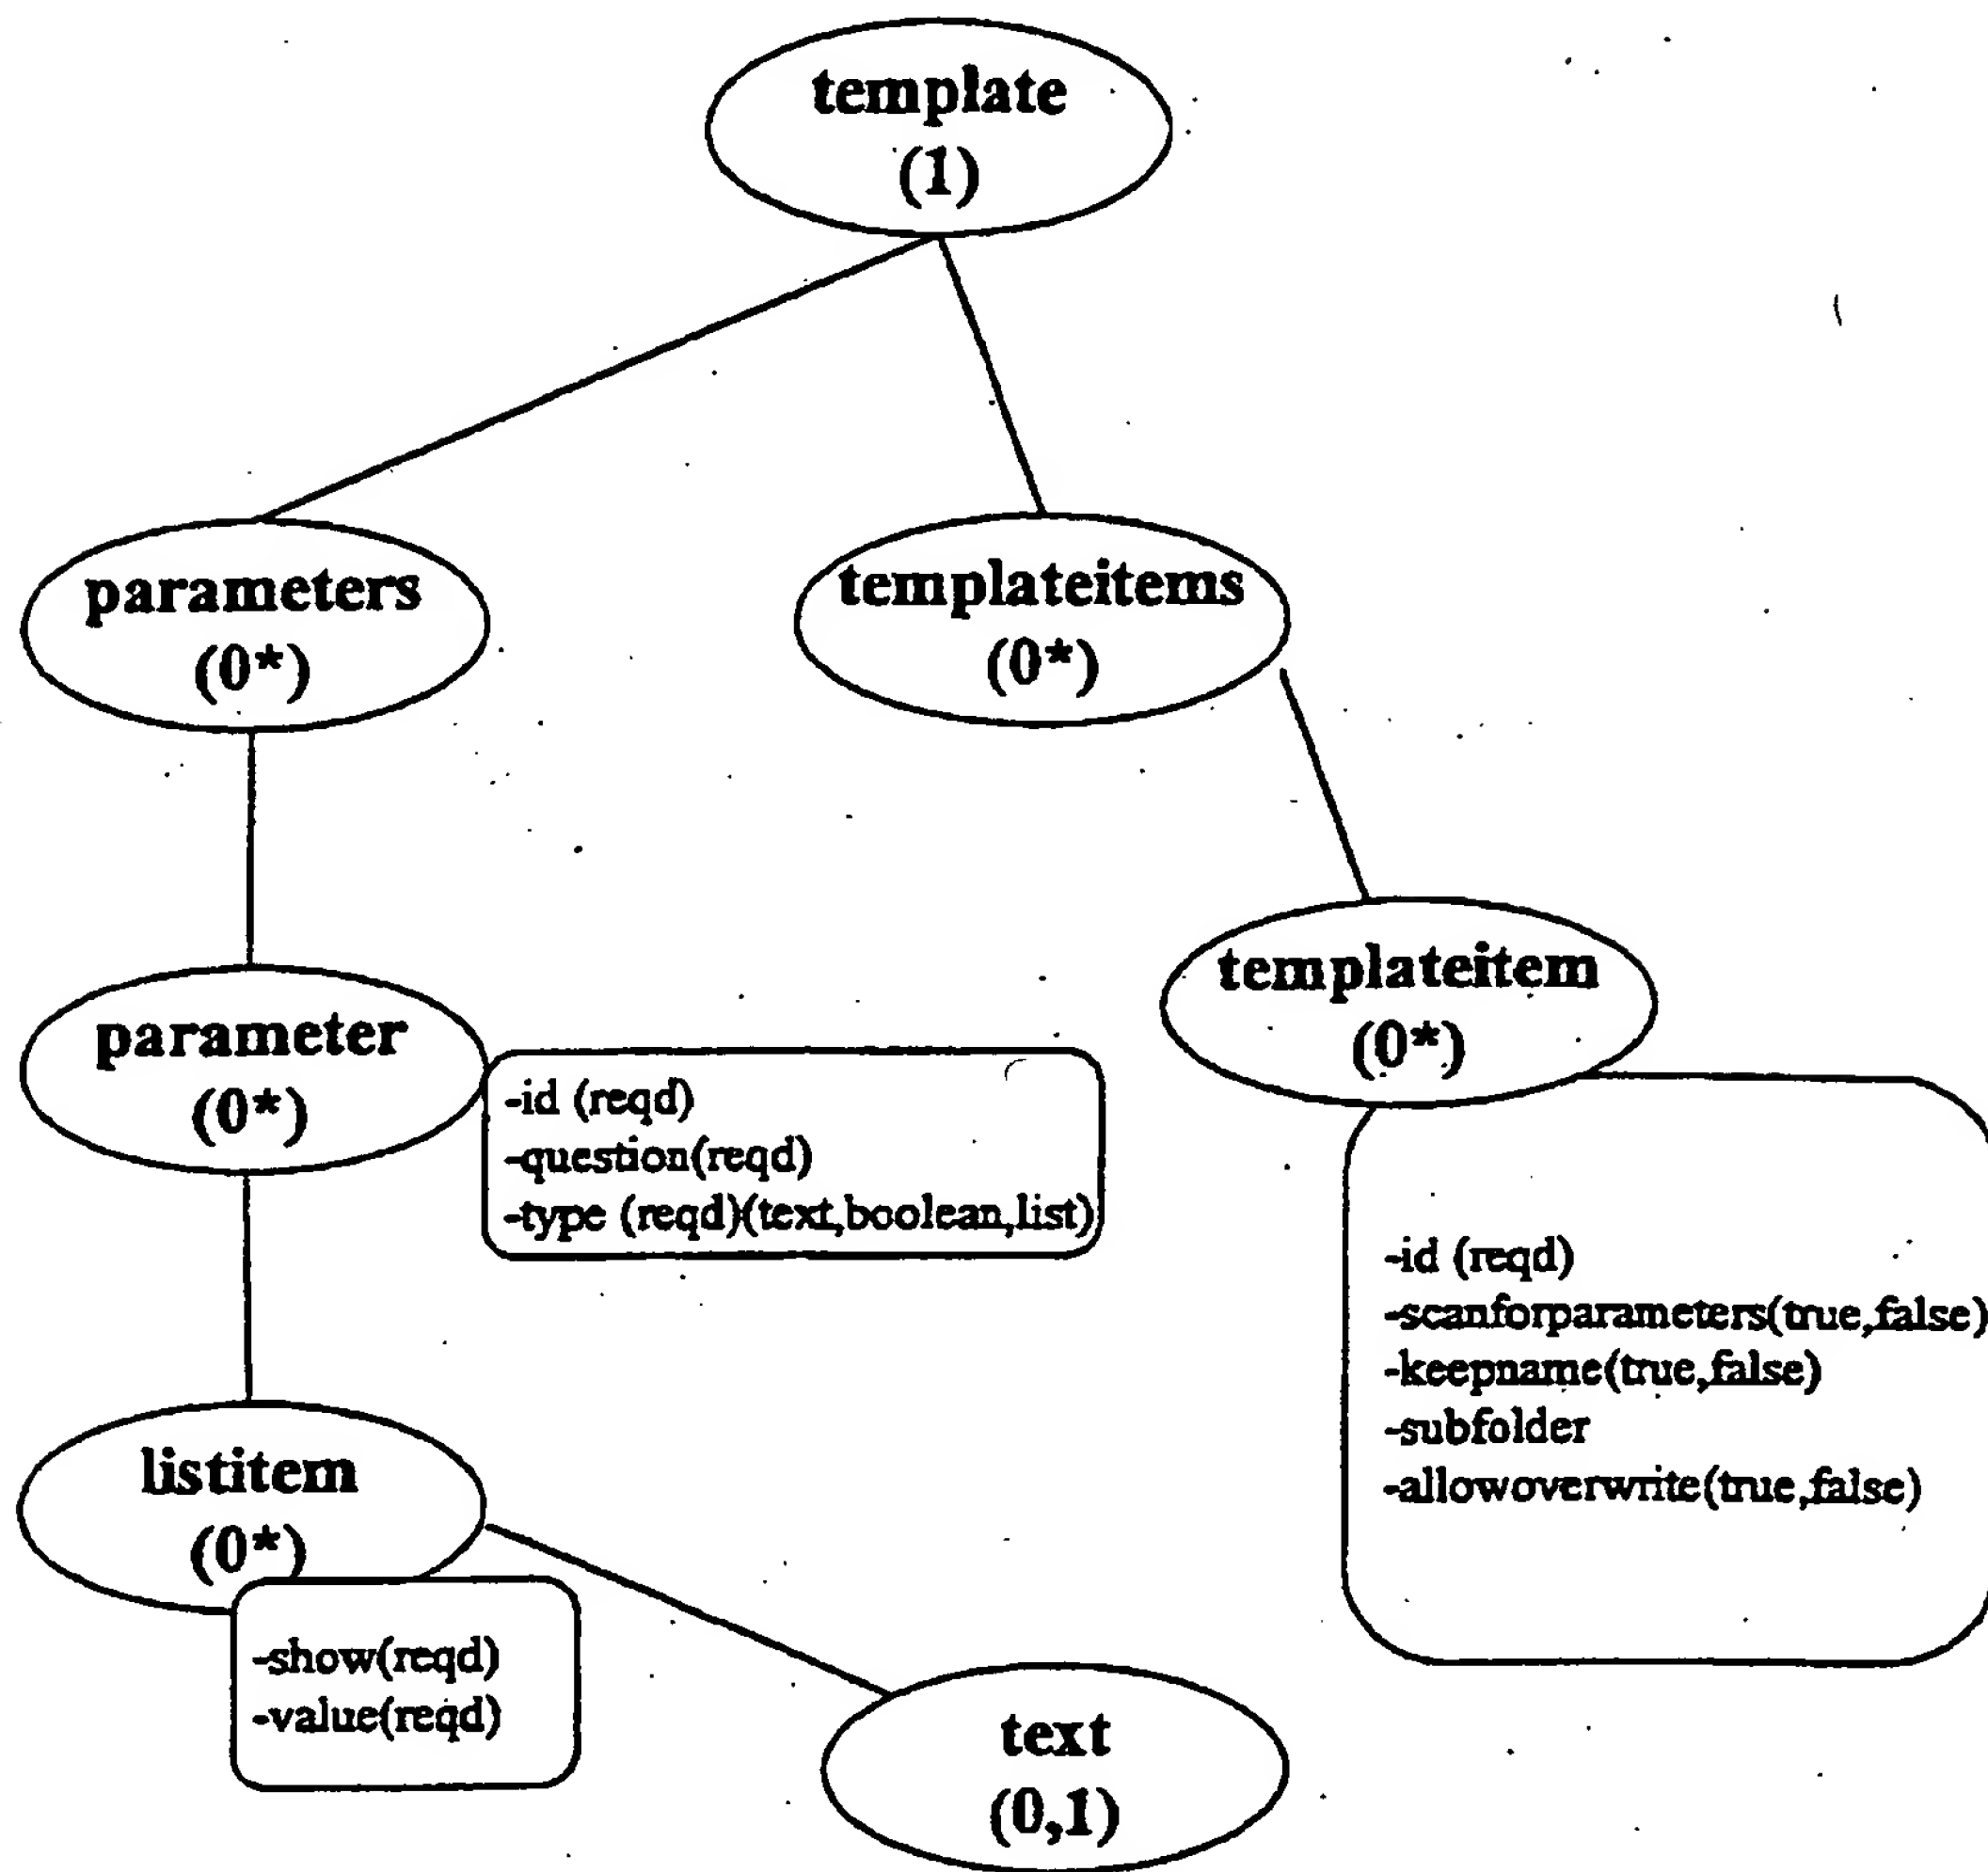 template
(1)
parameters
(0*)
templateitems
(0*)
parameter
(0*)
-id (reqd)
-question(reqd)
-type (reqd)(text,boolean,list)
templateitem
(0*)
-id (reqd)
-scanforparameters(true,false)
-keepname(true,false)
-subfolder
-allowoverwrite(true,false)
listitem
(0*)
-show(reqd)
-value(reqd)
text
(0,1)